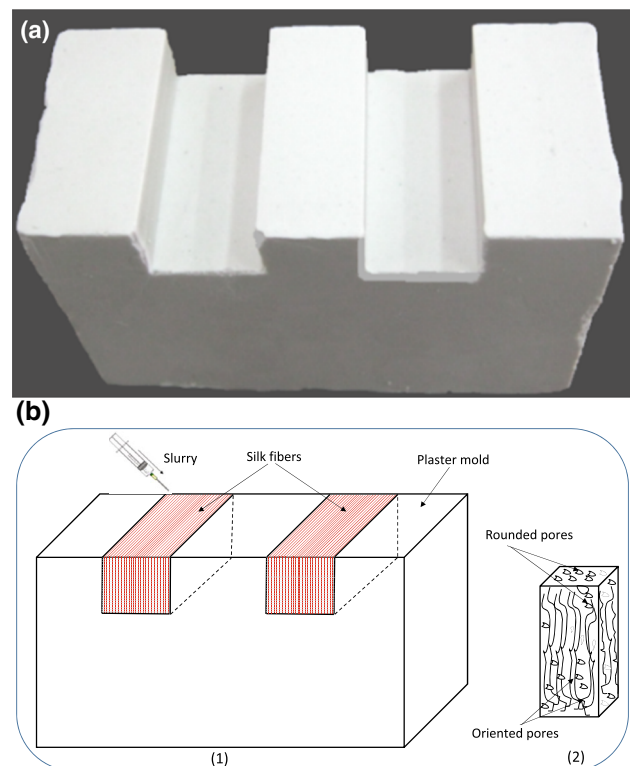 (a)
(b)
Slurry
Silk fibers
Plaster mold
Rounded pores
Oriented pores
(1)
(2)